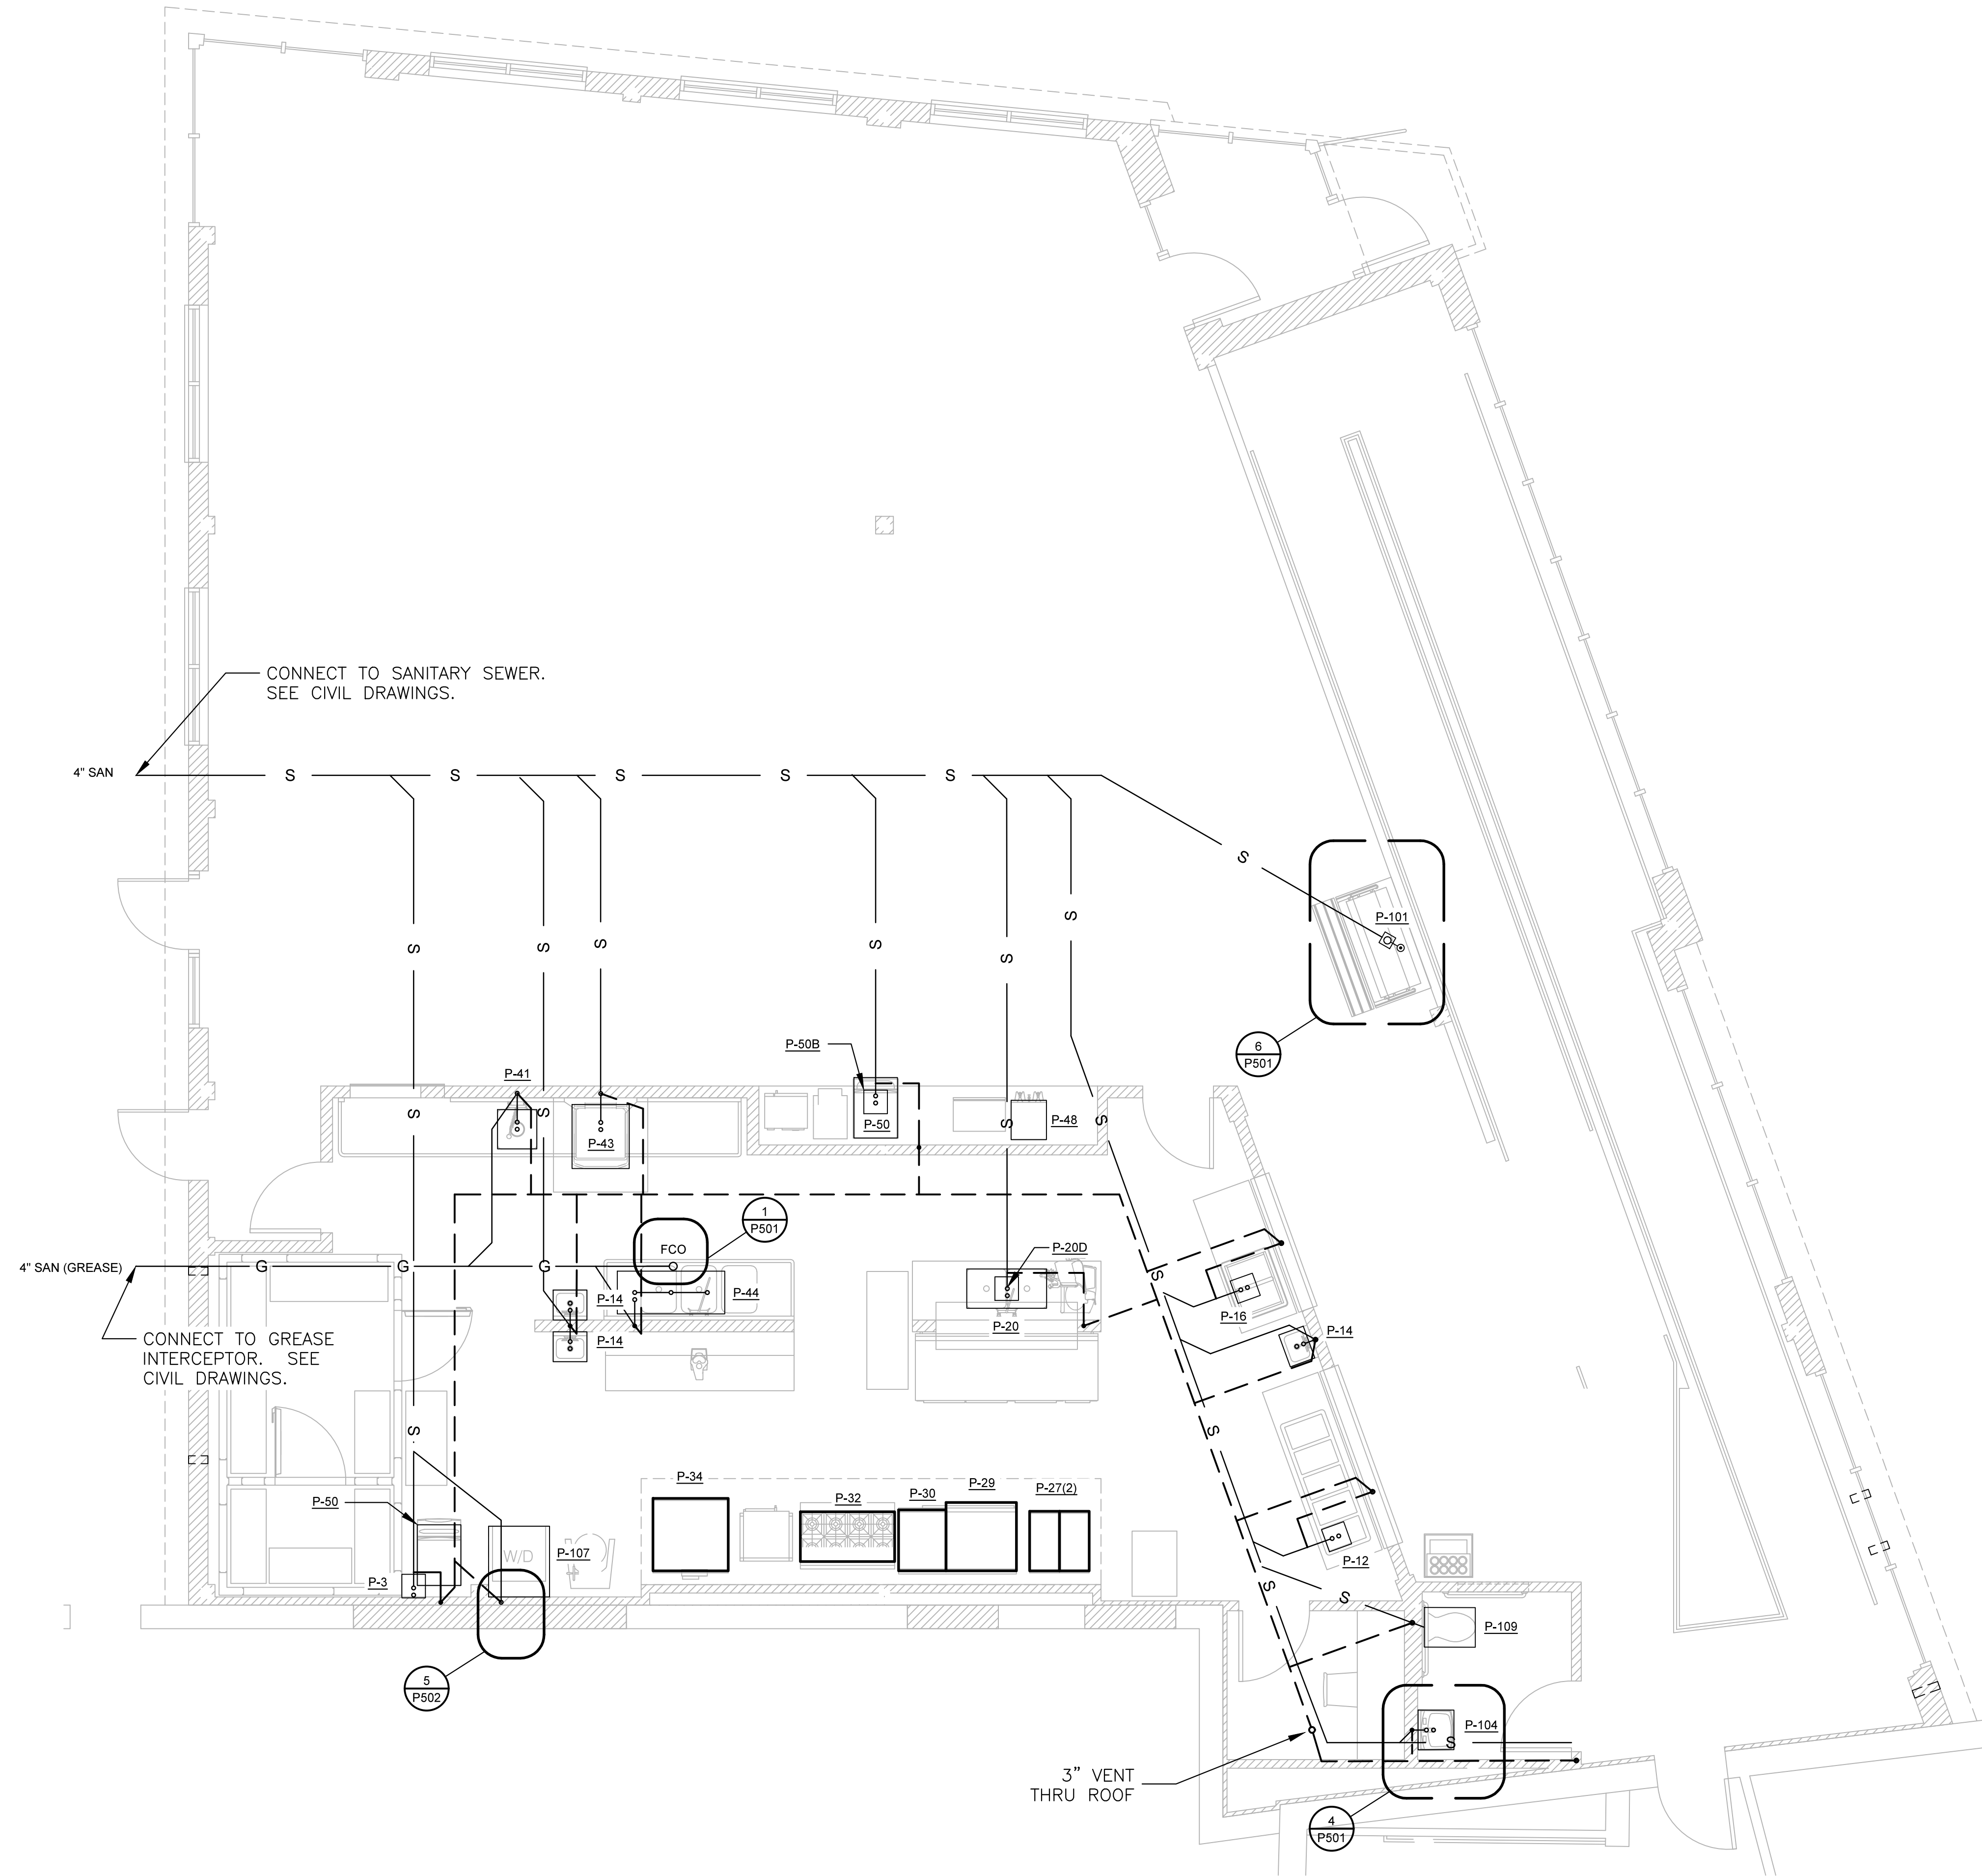 CONNECT TO SANITARY SEWER.
SEE CIVIL DRAWINGS.
4" SAN
S
S
S
S
S
S
S
S
S
S
S
S
P-101
6
P501
P-50B
P-41
P-43
P-50
P-48
S
S
S
S
1
P501
FCO
P-20D
4" SAN (GREASE)
G
G
G
P-14
P-44
P-14
P-20
S
P-16
P-14
CONNECT TO GREASE
INTERCEPTOR. SEE
CIVIL DRAWINGS.
S
S
P-34
P-32
P-30
P-29
P-27(2)
P-50
W/D
P-107
P-3
P-12
S
S
P-109
5
P502
P-104
S
3" VENT
THRU ROOF
4
P501